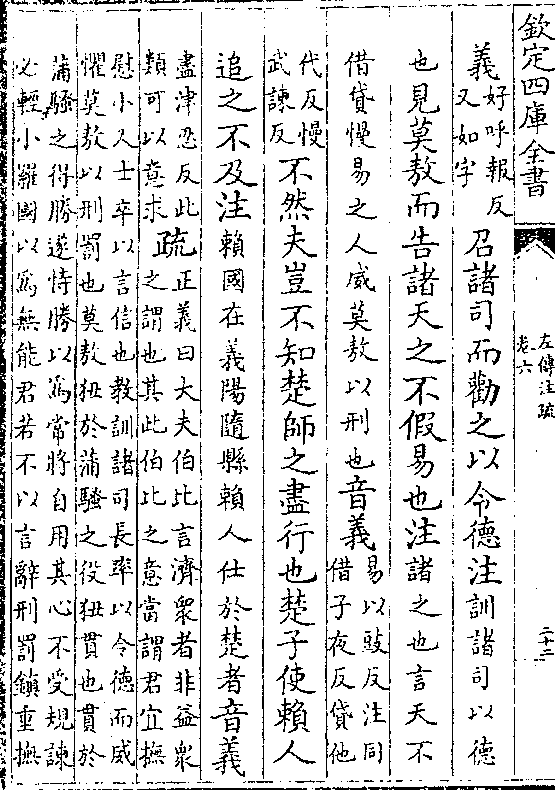 欽定四庫全書
左傳注疏
卷六
二十二
義好呼報反
又如字召諸司而勸之以令德注訓諸司以德
也見莫敖而告諸天之不假易也注諸之也言天不
借貸慢易之人威莫敖以刑也音義易以豉反注同
借子夜反貸他
代反慢
武諫反不然夫豈不知楚師之盡行也楚子使賴人
追之不及注賴國在義陽隨縣賴人仕於楚者音義
盡津忍反此
類可以意求疏正義曰大夫伯比言濟衆者非益衆
之謂也其此伯比之意當謂君宜撫
慰小人士卒以言信也教訓諸司長率以令德而威
懼莫敖以刑罰也莫敖狃於蒲騷之役狃貫也貫於
蒲騷之得勝遂恃勝以為常將自用其心不受規諫
必輕小羅國以為無能君若不以言辭刑罰鎮重撫